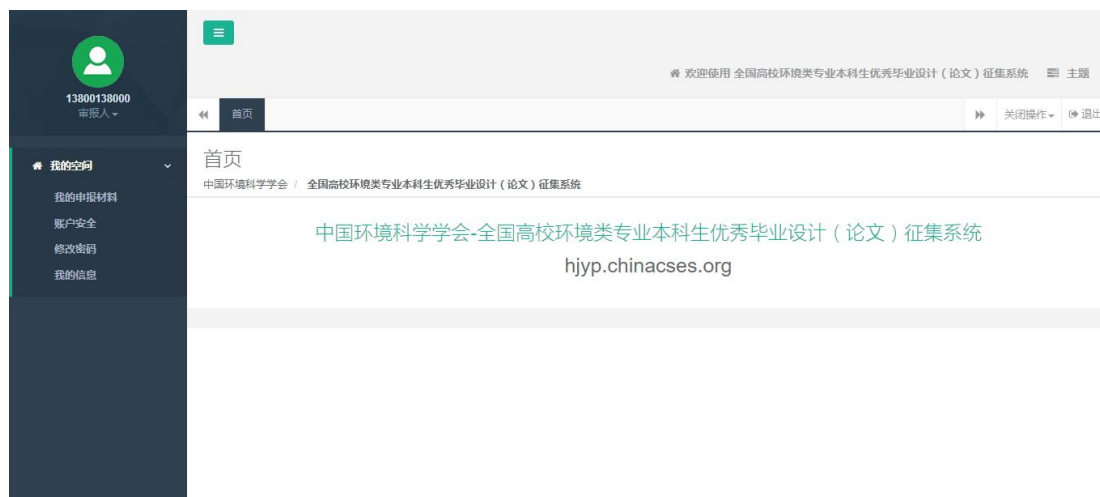 欢迎使用 全国高校环境类专业本科生优秀毕业设计（论文）征集系统 主题
13800138000
申报人
首页 关闭操作 退出
我的空间
我的申报材料
账户安全
修改密码
我的信息
首页
中国环境科学学会 / 全国高校环境类专业本科生优秀毕业设计（论文）征集系统
中国环境科学学会-全国高校环境类专业本科生优秀毕业设计（论文）征集系统
hjyp.chinacses.org